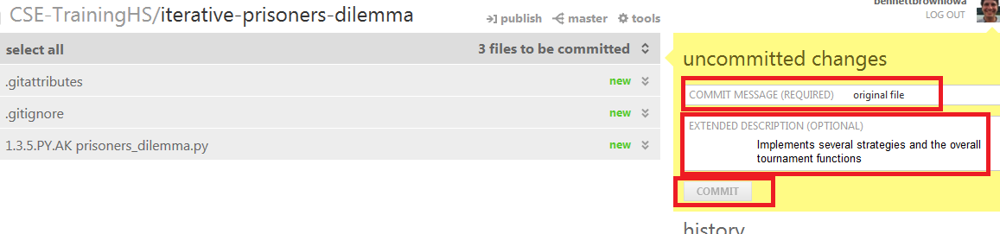 CSE-TrainingHS/iterative-prisoners-dilemma
publish master tools
LOG OUT
select all 3 files to be committed
.gitattributes new
.gitignore new
1.3.5.PY.AK prisoners_dilemma.py new
uncommitted changes
COMMIT MESSAGE (REQUIRED) original file
EXTENDED DESCRIPTION (OPTIONAL)
Implements several strategies and the overall
tournament functions
COMMIT
history